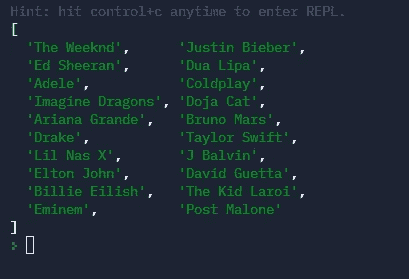 Hint: hit control+c anytime to enter REPL.
[
  'The Weeknd',      'Justin Bieber',
  'Ed Sheeran',      'Dua Lipa',
  'Adele',           'Coldplay',
  'Imagine Dragons', 'Doja Cat',
  'Ariana Grande',   'Bruno Mars',
  'Drake',           'Taylor Swift',
  'Lil Nas X',       'J Balvin',
  'Elton John',      'David Guetta',
  'Billie Eilish',   'The Kid Laroi',
  'Eminem',          'Post Malone'
]
>